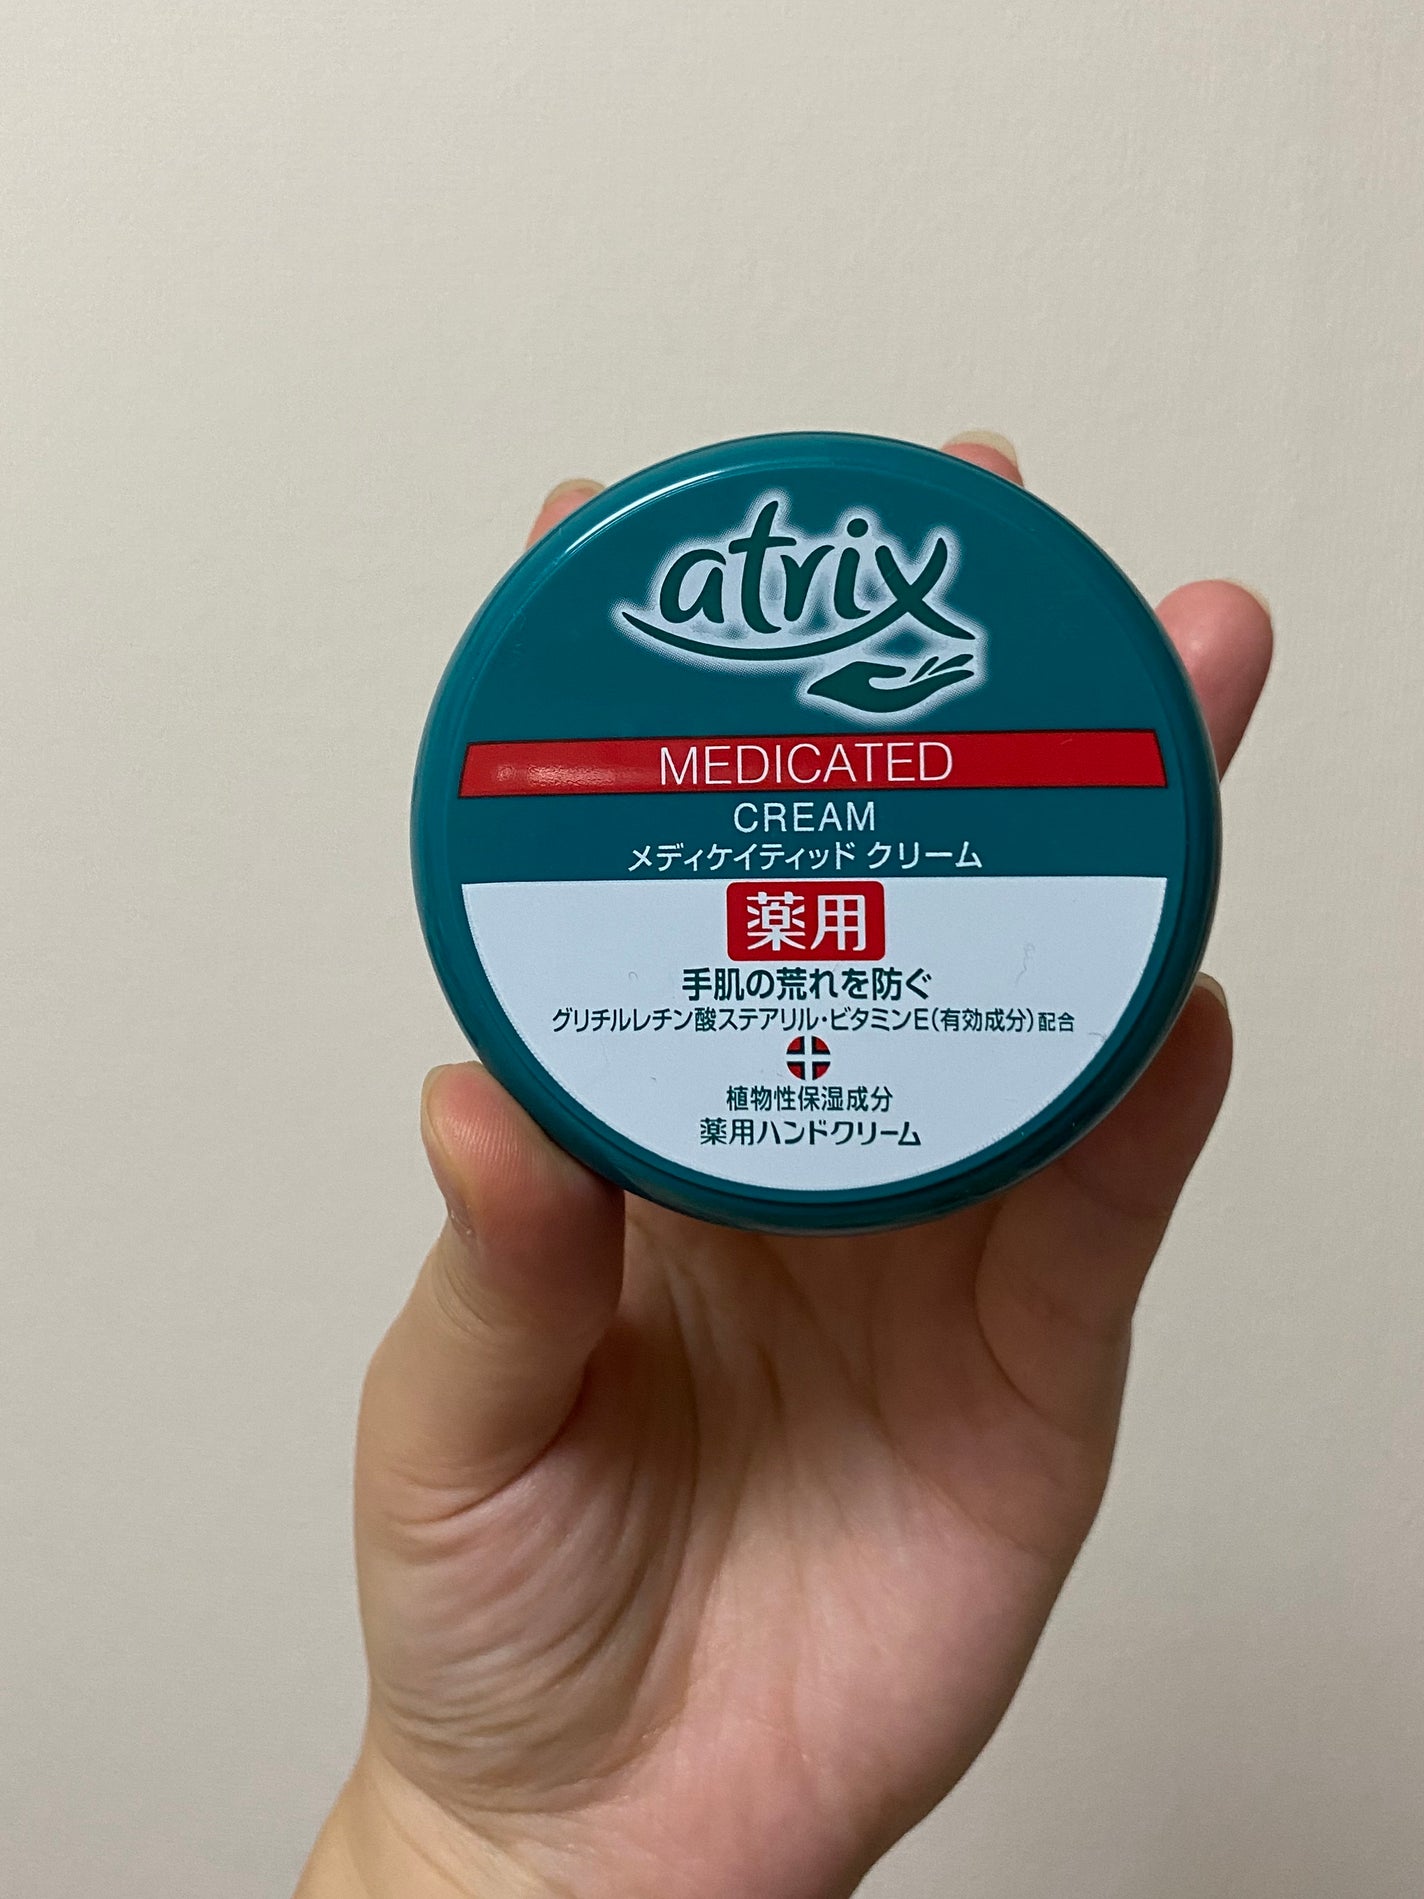 atrix
MEDICATED
CREAM
メディケイティッド クリーム
薬用
手肌の荒れを防ぐ
グリチルレチン酸ステアリル・ビタミンE(有効成分)配合
植物性保湿成分
薬用ハンドクリーム